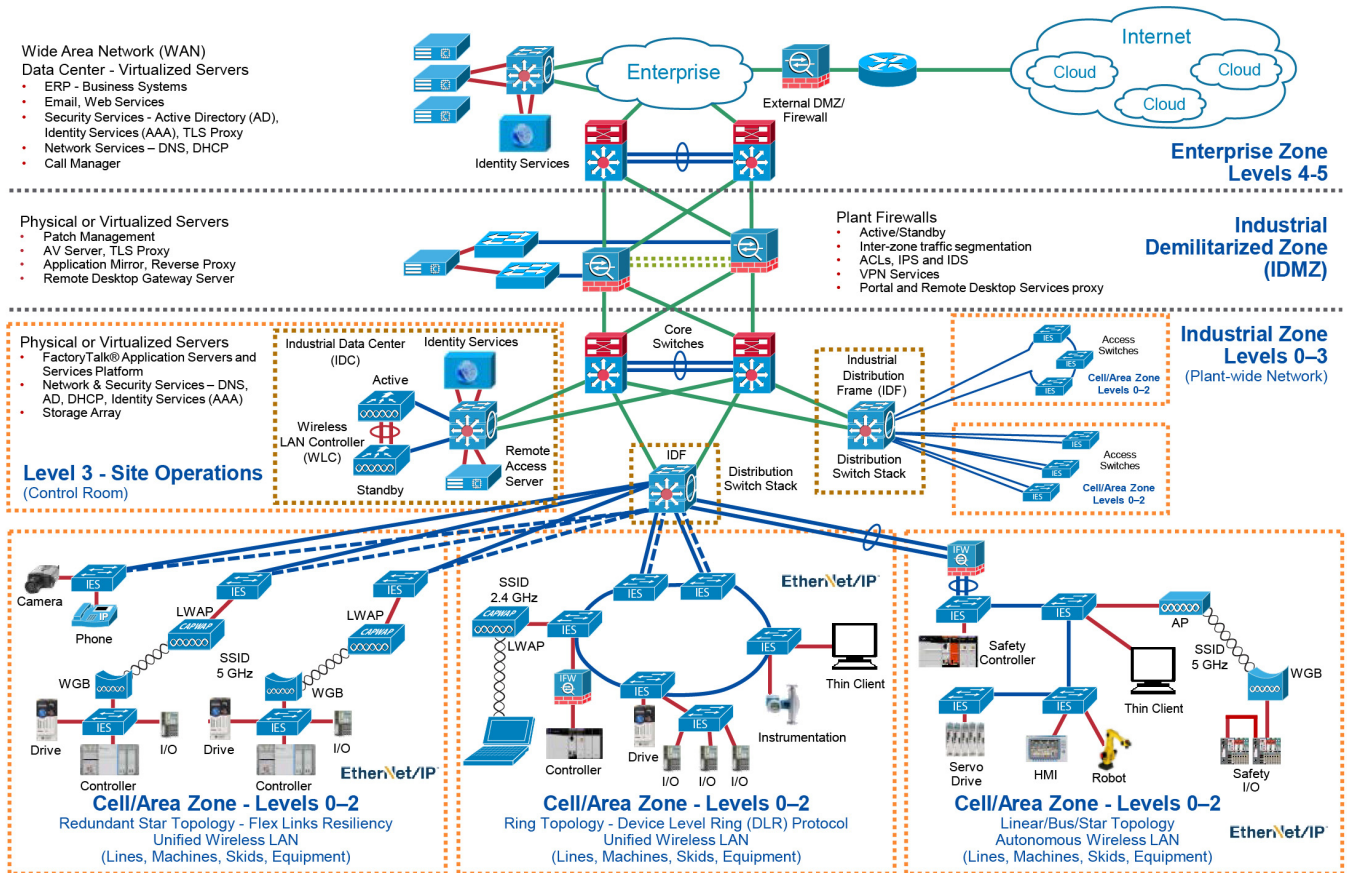 Wide Area Network (WAN)
Data Center - Virtualized Servers
• ERP - Business Systems
• Email, Web Services
• Security Services - Active Directory (AD),
Identity Services (AAA), TLS Proxy
• Network Services – DNS, DHCP
• Call Manager
Identity Services
Enterprise
External DMZ/
Firewall
Internet
Cloud
Cloud
Cloud
Enterprise Zone
Levels 4-5
Physical or Virtualized Servers
• Patch Management
• AV Server, TLS Proxy
• Application Mirror, Reverse Proxy
• Remote Desktop Gateway Server
Plant Firewalls
• Active/Standby
• Inter-zone traffic segmentation
• ACLs, IPS and IDS
• VPN Services
• Portal and Remote Desktop Services proxy
Industrial
Demilitarized Zone
(IDMZ)
Physical or Virtualized Servers
• FactoryTalk® Application Servers and
Services Platform
• Network & Security Services – DNS,
AD, DHCP, Identity Services (AAA)
• Storage Array
Level 3 - Site Operations
(Control Room)
Industrial Data Center
(IDC)
Identity Services
Active
Wireless
LAN Controller
(WLC)
Standby
Remote
Access
Server
Core
Switches
IDF
Distribution
Switch Stack
Industrial
Distribution
Frame (IDF)
Distribution
Switch Stack
IES
IES
IES
Access
Switches
Cell/Area Zone
Levels 0–2
IES
IES
IES
Access
Switches
Cell/Area Zone
Levels 0–2
Industrial Zone
Levels 0–3
(Plant-wide Network)
Camera
IES
IP
Phone
IES
LWAP
CAPWAP
SSID
5 GHz
WGB
IES
Drive
I/O
Controller
IES
LWAP
CAPWAP
WGB
IES
Drive
I/O
Controller
EtherNet/IP™
Cell/Area Zone - Levels 0–2
Redundant Star Topology - Flex Links Resiliency
Unified Wireless LAN
(Lines, Machines, Skids, Equipment)
SSID
2.4 GHz
CAPWAP
LWAP
IES
IES
IES
EtherNet/IP™
IFW
Controller
IES
Drive
IES
I/O
I/O
I/O
IES
Thin Client
Instrumentation
Cell/Area Zone - Levels 0–2
Ring Topology - Device Level Ring (DLR) Protocol
Unified Wireless LAN
(Lines, Machines, Skids, Equipment)
IFW
IES
Safety
Controller
IES
AP
SSID
5 GHz
WGB
Thin Client
IES
Servo
Drive
IES
HMI
Robot
Safety
I/O
Cell/Area Zone - Levels 0–2
Linear/Bus/Star Topology
Autonomous Wireless LAN
(Lines, Machines, Skids, Equipment)
EtherNet/IP™